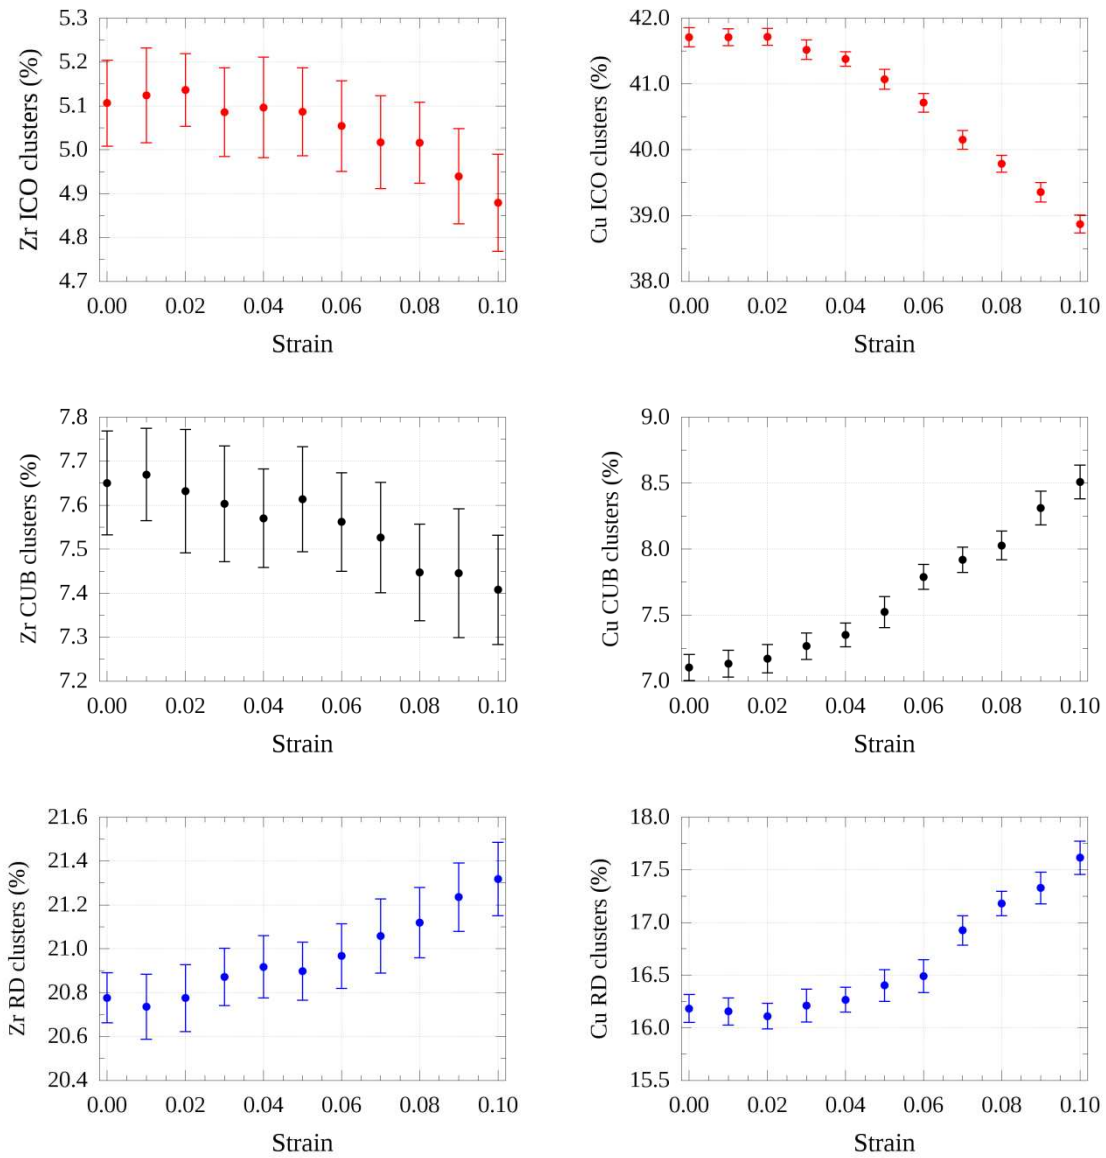 Zr ICO clusters (%)
5.3
5.2
5.1
5.0
4.9
4.8
4.7
0.00 0.02 0.04 0.06 0.08 0.10
Strain
Cu ICO clusters (%)
42.0
41.0
40.0
39.0
38.0
0.00 0.02 0.04 0.06 0.08 0.10
Strain
Zr CUB clusters (%)
7.8
7.7
7.6
7.5
7.4
7.3
7.2
0.00 0.02 0.04 0.06 0.08 0.10
Strain
Cu CUB clusters (%)
9.0
8.5
8.0
7.5
7.0
0.00 0.02 0.04 0.06 0.08 0.10
Strain
Zr RD clusters (%)
21.6
21.4
21.2
21.0
20.8
20.6
20.4
0.00 0.02 0.04 0.06 0.08 0.10
Strain
Cu RD clusters (%)
18.0
17.5
17.0
16.5
16.0
15.5
0.00 0.02 0.04 0.06 0.08 0.10
Strain